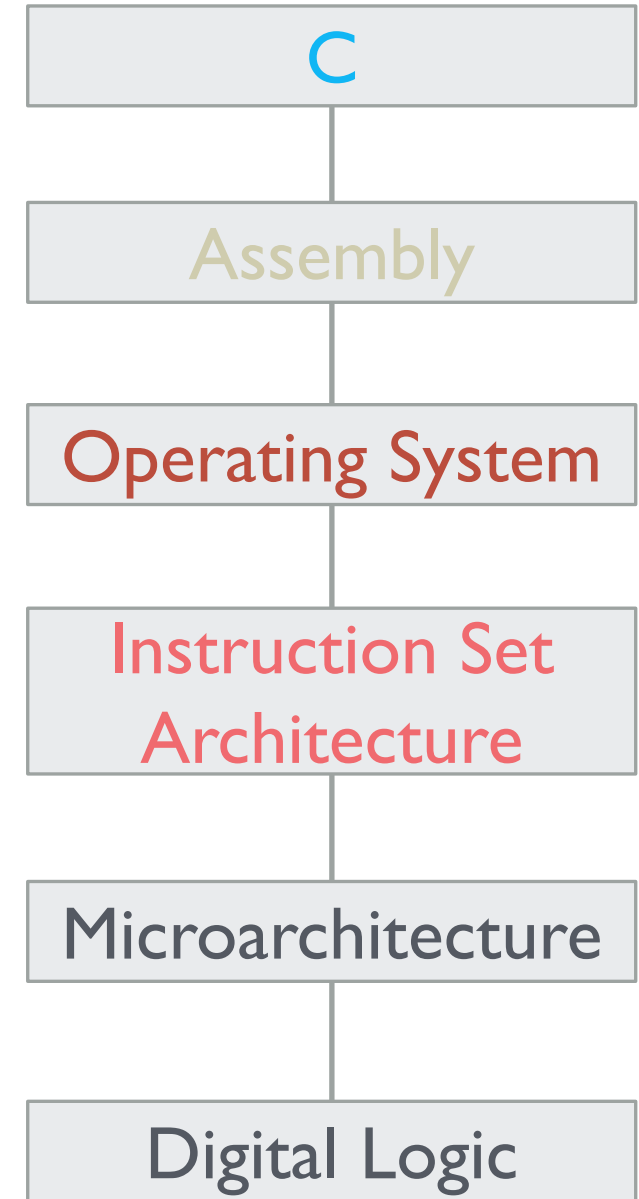 C
Assembly
Operating System
Instruction Set
Architecture
Microarchitecture
Digital Logic